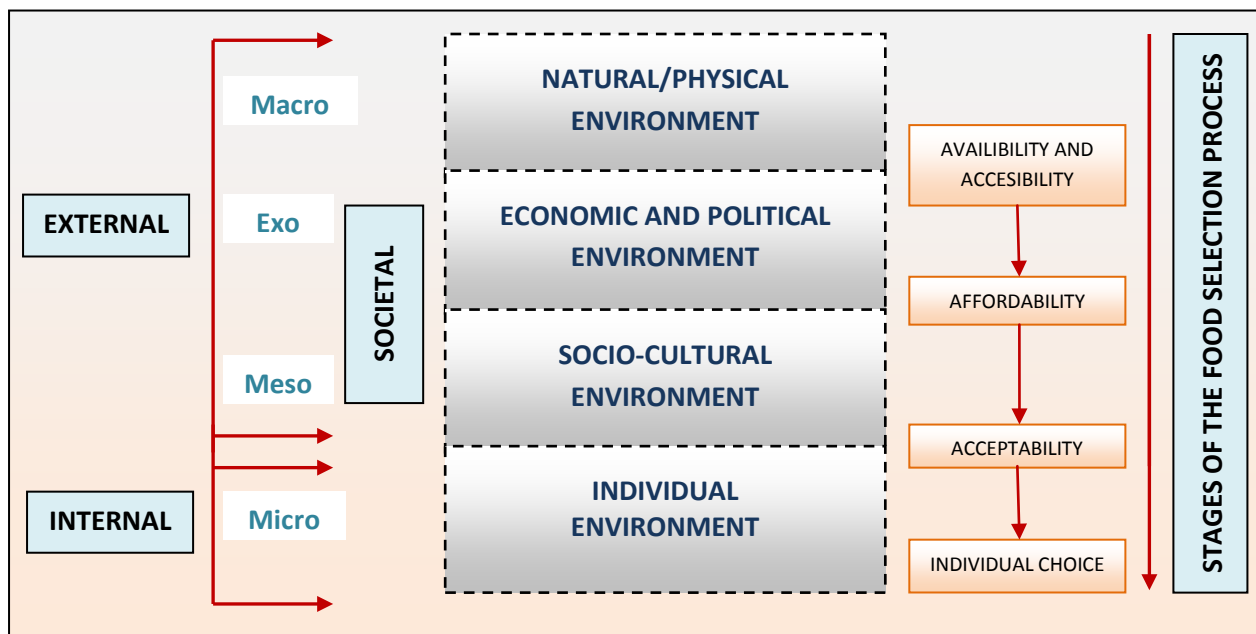 EXTERNAL
INTERNAL
Macro
Exo
Meso
Micro
SOCIETAL
NATURAL/PHYSICAL
ENVIRONMENT
ECONOMIC AND POLITICAL
ENVIRONMENT
SOCIO-CULTURAL
ENVIRONMENT
INDIVIDUAL
ENVIRONMENT
AVAILIBILITY AND
ACCESIBILITY
AFFORDABILITY
ACCEPTABILITY
INDIVIDUAL CHOICE
STAGES OF THE FOOD SELECTION PROCESS